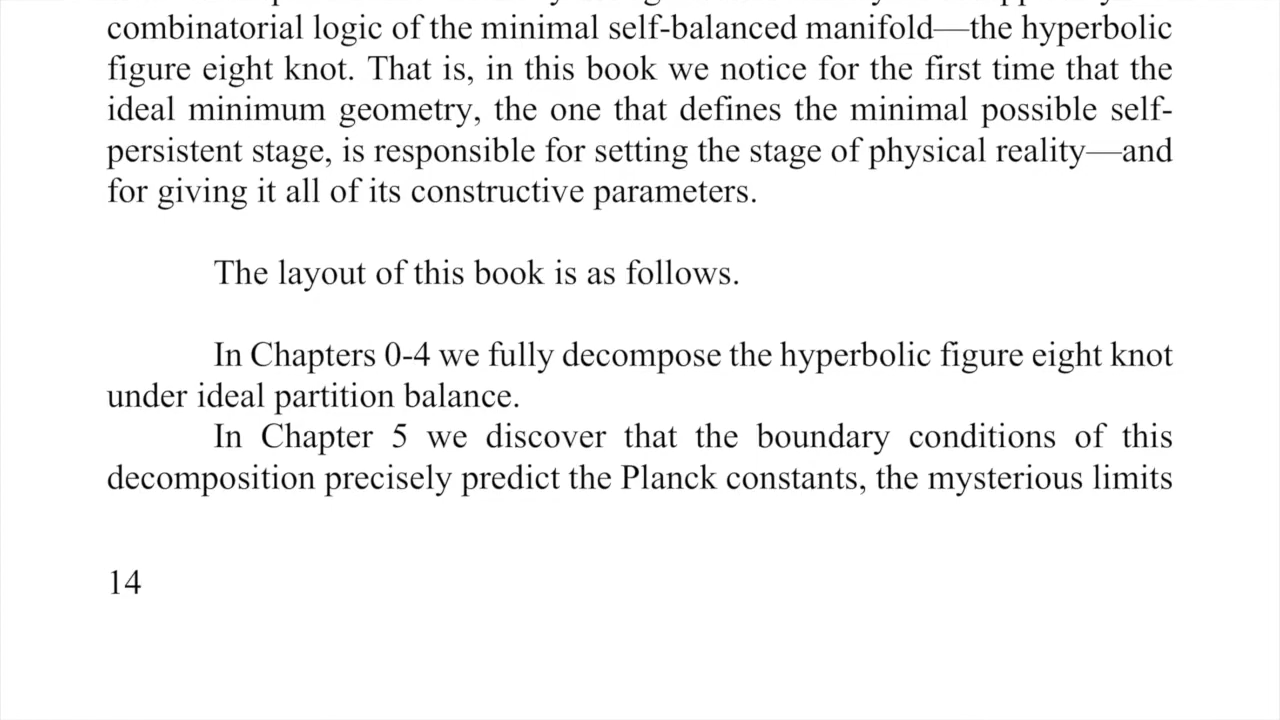 combinatorial logic of the minimal self-balanced manifold—the hyperbolic
figure eight knot. That is, in this book we notice for the first time that the
ideal minimum geometry, the one that defines the minimal possible self-
persistent stage, is responsible for setting the stage of physical reality—and
for giving it all of its constructive parameters.
The layout of this book is as follows.
In Chapters 0-4 we fully decompose the hyperbolic figure eight knot
under ideal partition balance.
In Chapter 5 we discover that the boundary conditions of this
decomposition precisely predict the Planck constants, the mysterious limits
14